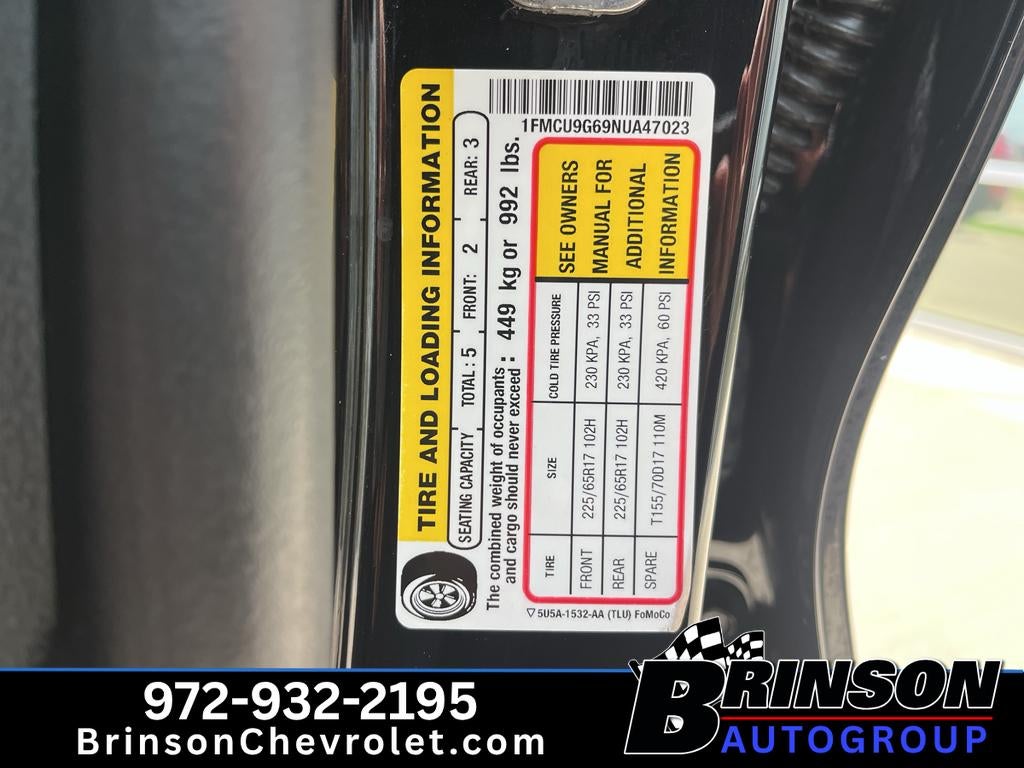 TIRE AND LOADING INFORMATION
SEATING CAPACITY TOTAL : 5 FRONT: 2 REAR: 3
The combined weight of occupants
and cargo should never exceed : 449 kg or 992 lbs.
1FMCU9G69NUA47023
TIRE SIZE COLD TIRE PRESSURE
FRONT 225/65R17 102H 230 KPA, 33 PSI
REAR 225/65R17 102H 230 KPA, 33 PSI
SPARE T155/70D17 110M 420 KPA, 60 PSI
SEE OWNERS
MANUAL FOR
ADDITIONAL
INFORMATION
5U5A-1532-AA (TLU) FoMoCo
972-932-2195
BrinsonChevrolet.com
BRINSON
AUTOGROUP